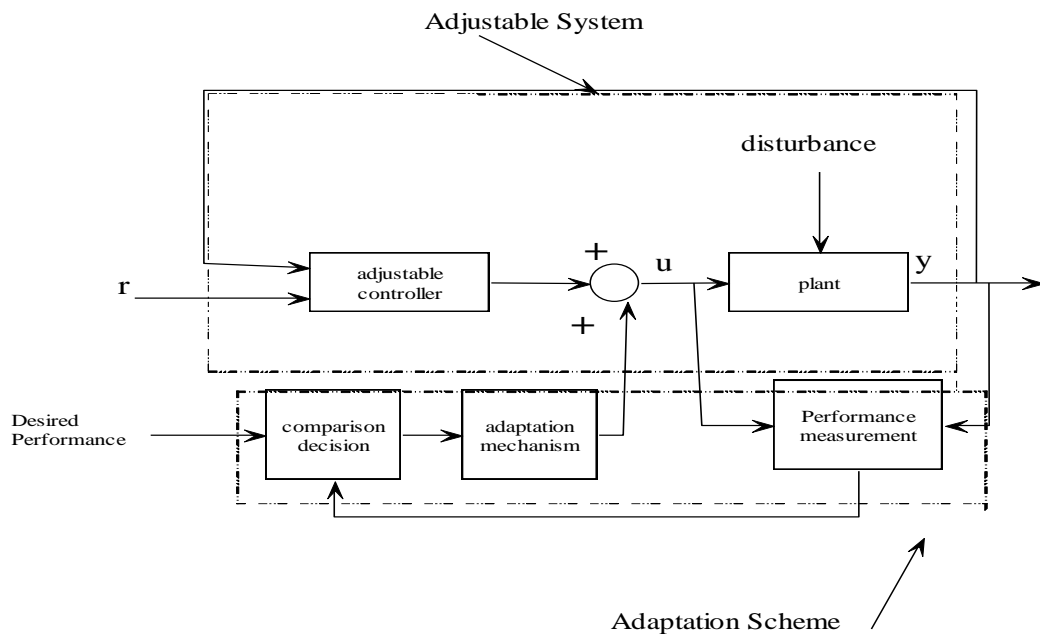 Adjustable System
disturbance
+
u
y
adjustable
controller
plant
r
+
Desired
Performance
comparison
decision
adaptation
mechanism
Performance
measurement
Adaptation Scheme